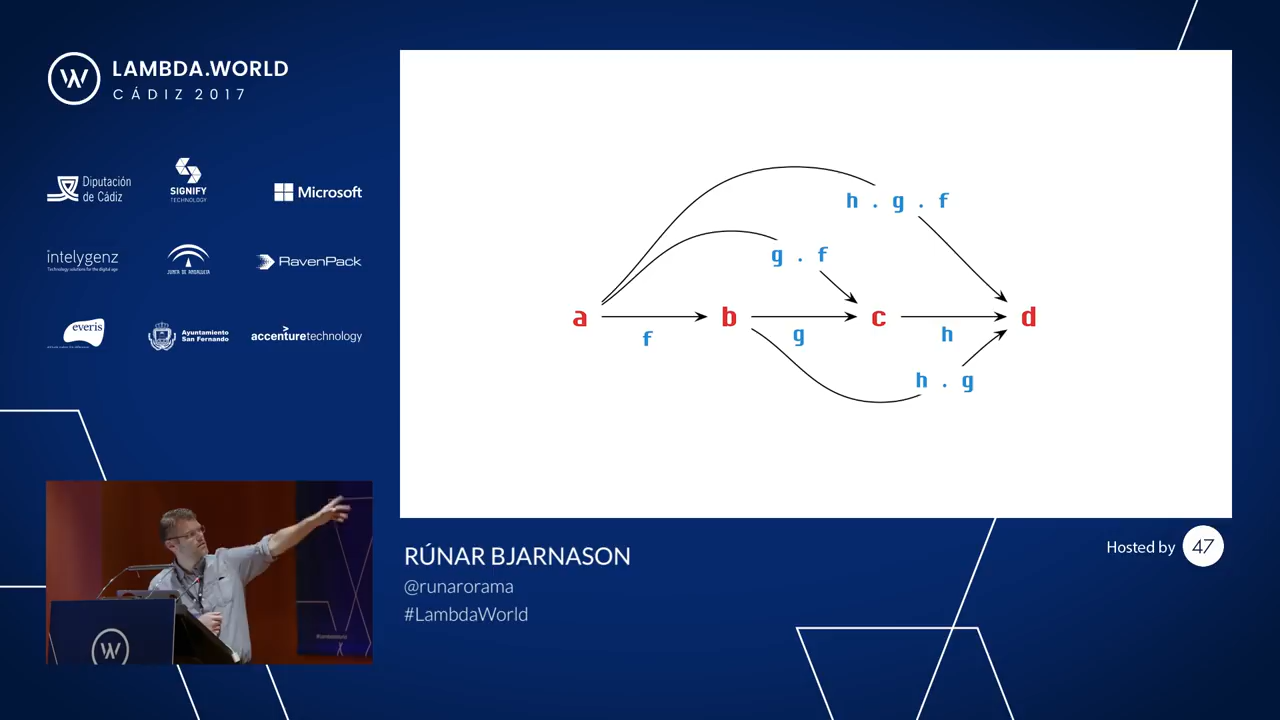 LAMBDA.WORLD
CÁDIZ 2017
Diputación
de Cádiz
SIGNIFY
TECHNOLOGY
Microsoft
intelygenz
Technology solutions for the digital age
JUNTA DE ANDALUCIA
RavenPack
everis
Ayuntamiento
San Fernando
accenturetechnology
h . g . f
g . f
a
b
c
d
f
g
h
h . g
RÚNAR BJARNASON
@runarorama
#LambdaWorld
Hosted by
47